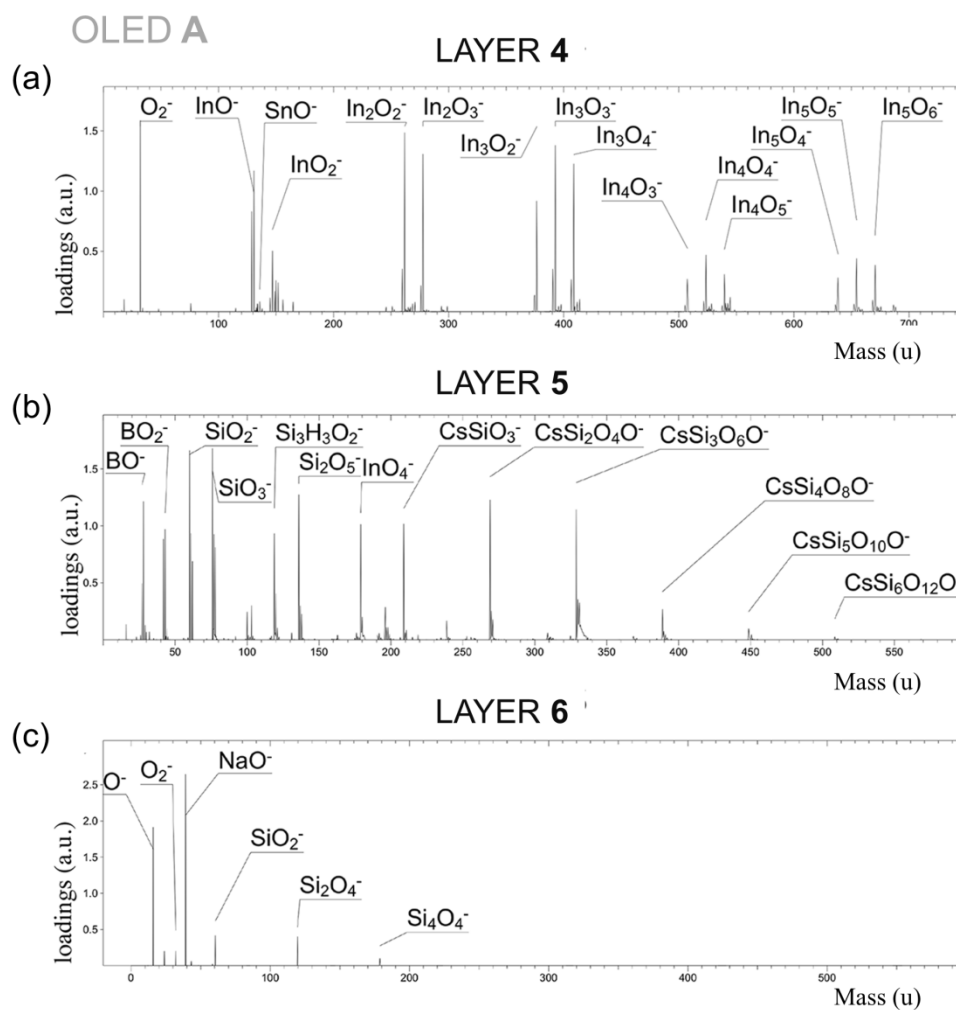 OLED A
LAYER 4
(a)
O₂⁻ InO⁻ SnO⁻ In₂O₂⁻ In₂O₃⁻ In₃O₃⁻ In₅O₅⁻ In₅O₆⁻
InO₂⁻ In₃O₂⁻ In₃O₄⁻ In₅O₄⁻
In₄O₃⁻ In₄O₄⁻
In₄O₅⁻
loadings (a.u.)
1.5
1.0
0.5
100 200 300 400 500 600 700
Mass (u)
LAYER 5
(b)
BO₂⁻ SiO₂⁻ Si₃H₃O₂⁻ CsSiO₃⁻ CsSi₂O₄O⁻ CsSi₃O₆O⁻
BO⁻ SiO₃⁻ Si₂O₅⁻ InO₄⁻
CsSi₄O₈O⁻
CsSi₅O₁₀O⁻
CsSi₆O₁₂O
loadings (a.u.)
1.5
1.0
0.5
50 100 150 200 250 300 350 400 450 500 550
Mass (u)
LAYER 6
(c)
O⁻ O₂⁻ NaO⁻
SiO₂⁻
Si₂O₄⁻
Si₄O₄⁻
loadings (a.u.)
2.5
2.0
1.5
1.0
0.5
0 100 200 300 400 500
Mass (u)